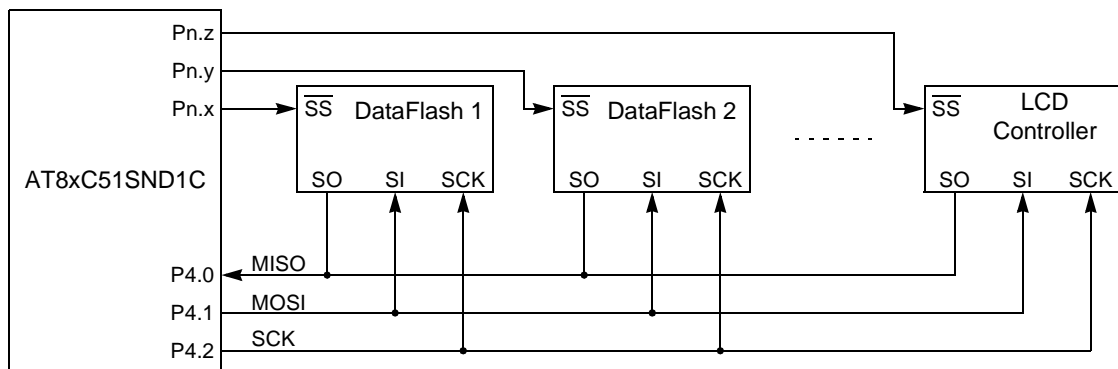 Pn.z
Pn.y
Pn.x
SS DataFlash 1
SS DataFlash 2
SS LCD
Controller
AT8xC51SND1C
SO SI SCK
SO SI SCK
SO SI SCK
P4.0 MISO
P4.1 MOSI
P4.2 SCK